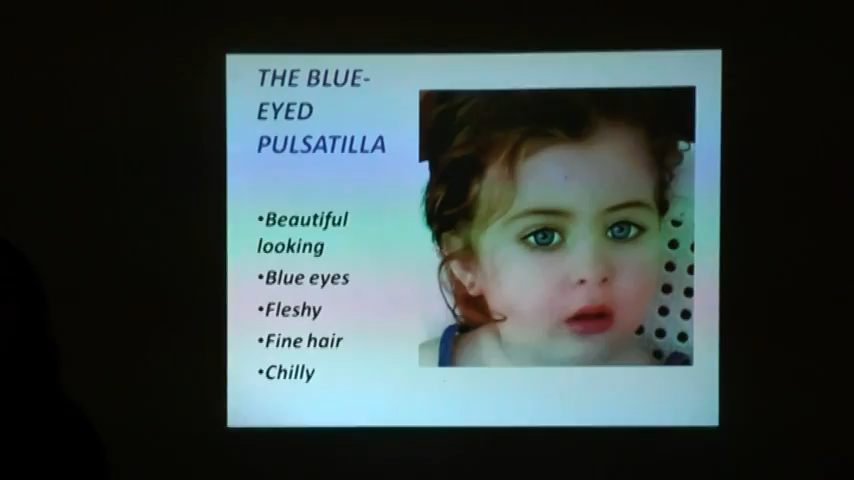 THE BLUE-
EYED
PULSATILLA
•Beautiful
looking
•Blue eyes
•Fleshy
•Fine hair
•Chilly